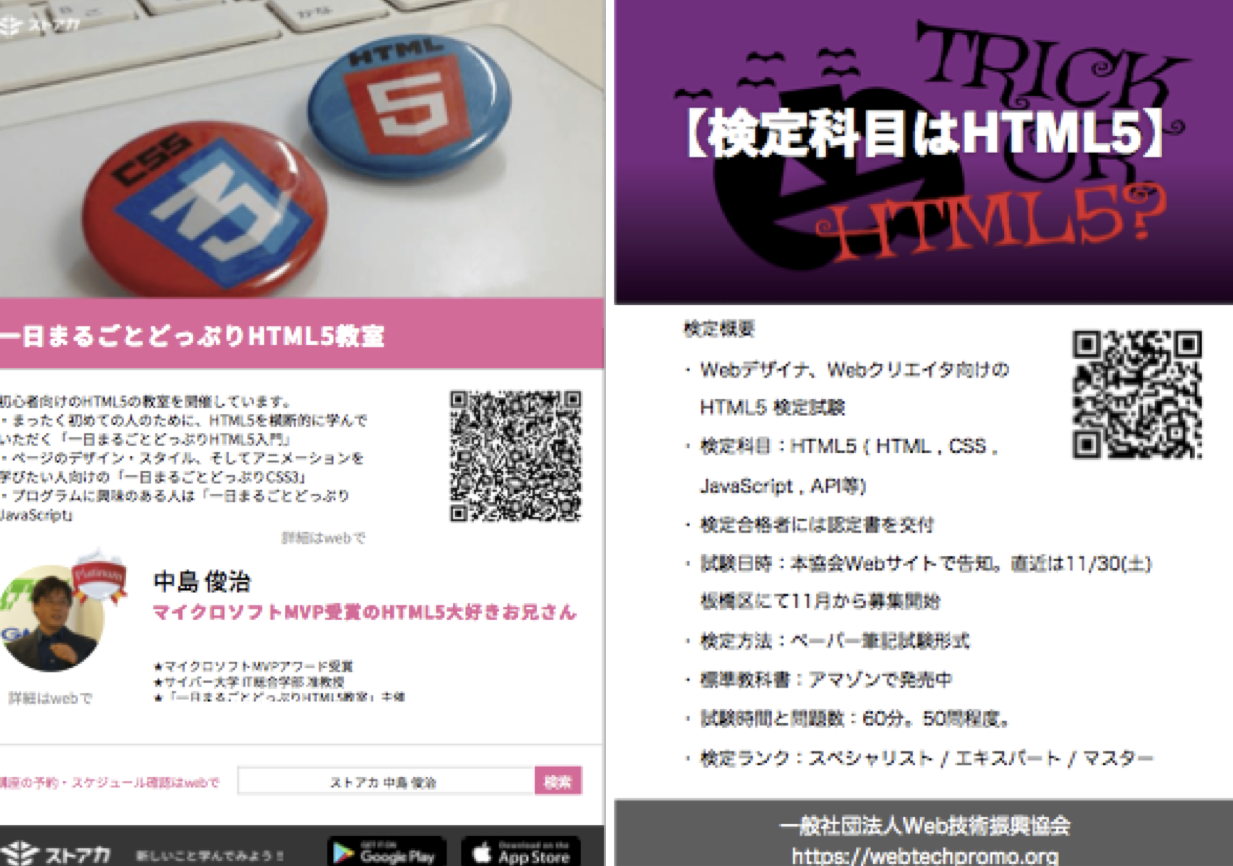 ストアカ
HTML
5
CSS
一日まるごとどっぷりHTML5教室
初心者向けのHTML5の教室を開催しています。
・まったく初めての人のために、HTML5を横断的に学んで
いただく「一日まるごとどっぷりHTML5入門」
・ページのデザイン・スタイル、そしてアニメーションを
学びたい人向けの「一日まるごとどっぷりCSS3」
・プログラムに興味のある人は「一日まるごとどっぷり
JavaScript」
詳細はwebで
Platinum
中島 俊治
マイクロソフトMVP受賞のHTML5大好きお兄さん
★マイクロソフトMVPアワード受賞
★サイバー大学 IT総合学部 准教授
★「一日まるごとどっぷりHTML5教室」主催
詳細はwebで
講座の予約・スケジュール確認はwebで
ストアカ 中島 俊治
検索
ストアカ
新しいこと学んでみよう!!
GET IT ON
Google Play
Download on the
App Store
TRICK
OR
HTML5?
【検定科目はHTML5】
検定概要
・Webデザイナ、Webクリエイタ向けの
HTML5 検定試験
・検定科目：HTML5 ( HTML , CSS ,
JavaScript , API等)
・検定合格者には認定書を交付
・試験日時：本協会Webサイトで告知。直近は11/30(土)
板橋区にて11月から募集開始
・検定方法：ペーパー筆記試験形式
・標準教科書：アマゾンで発売中
・試験時間と問題数：60分。50問程度。
・検定ランク：スペシャリスト / エキスパート / マスター
一般社団法人Web技術振興協会
https://webtechpromo.org